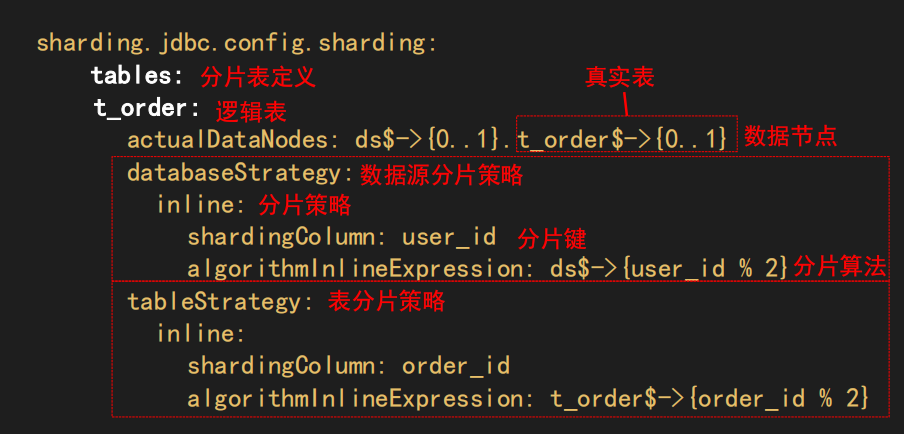 sharding.jdbc.config.sharding:
tables: 分片表定义 真实表
t_order: 逻辑表
actualDataNodes: ds$->{0..1}.t_order$->{0..1} 数据节点
databaseStrategy: 数据源分片策略
inline: 分片策略
shardingColumn: user_id 分片键
algorithmInlineExpression: ds$->{user_id % 2} 分片算法
tableStrategy: 表分片策略
inline:
shardingColumn: order_id
algorithmInlineExpression: t_order$->{order_id % 2}